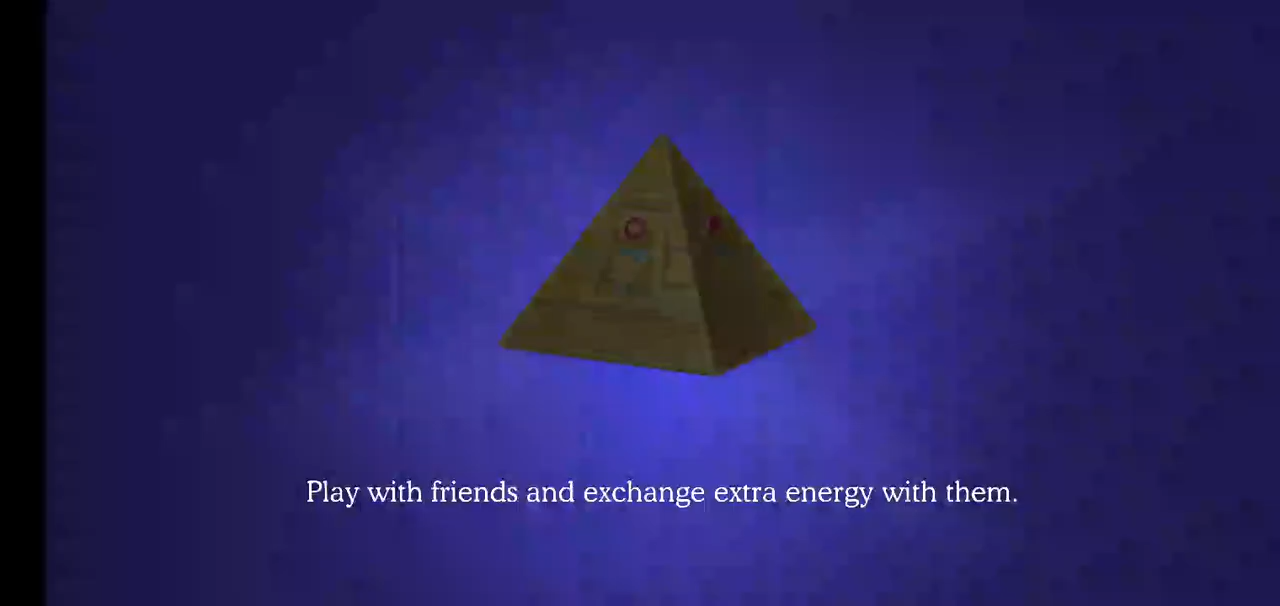 Play with friends and exchange extra energy with them.